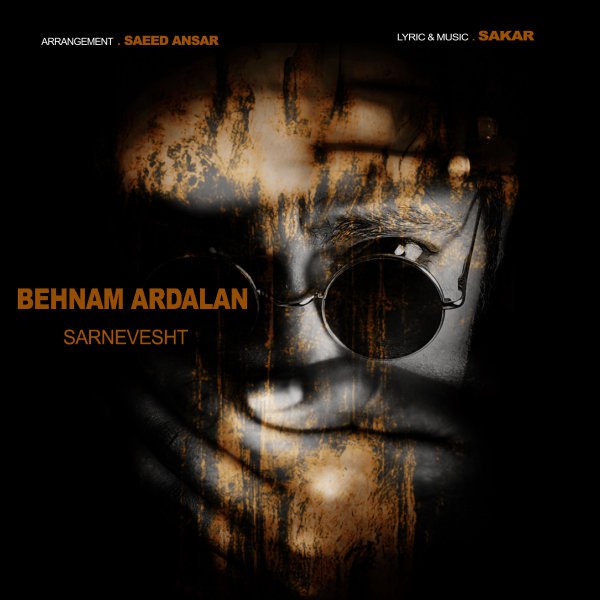 ARRANGEMENT . SAEED ANSAR
LYRIC & MUSIC . SAKAR
BEHNAM ARDALAN
SARNEVESHT